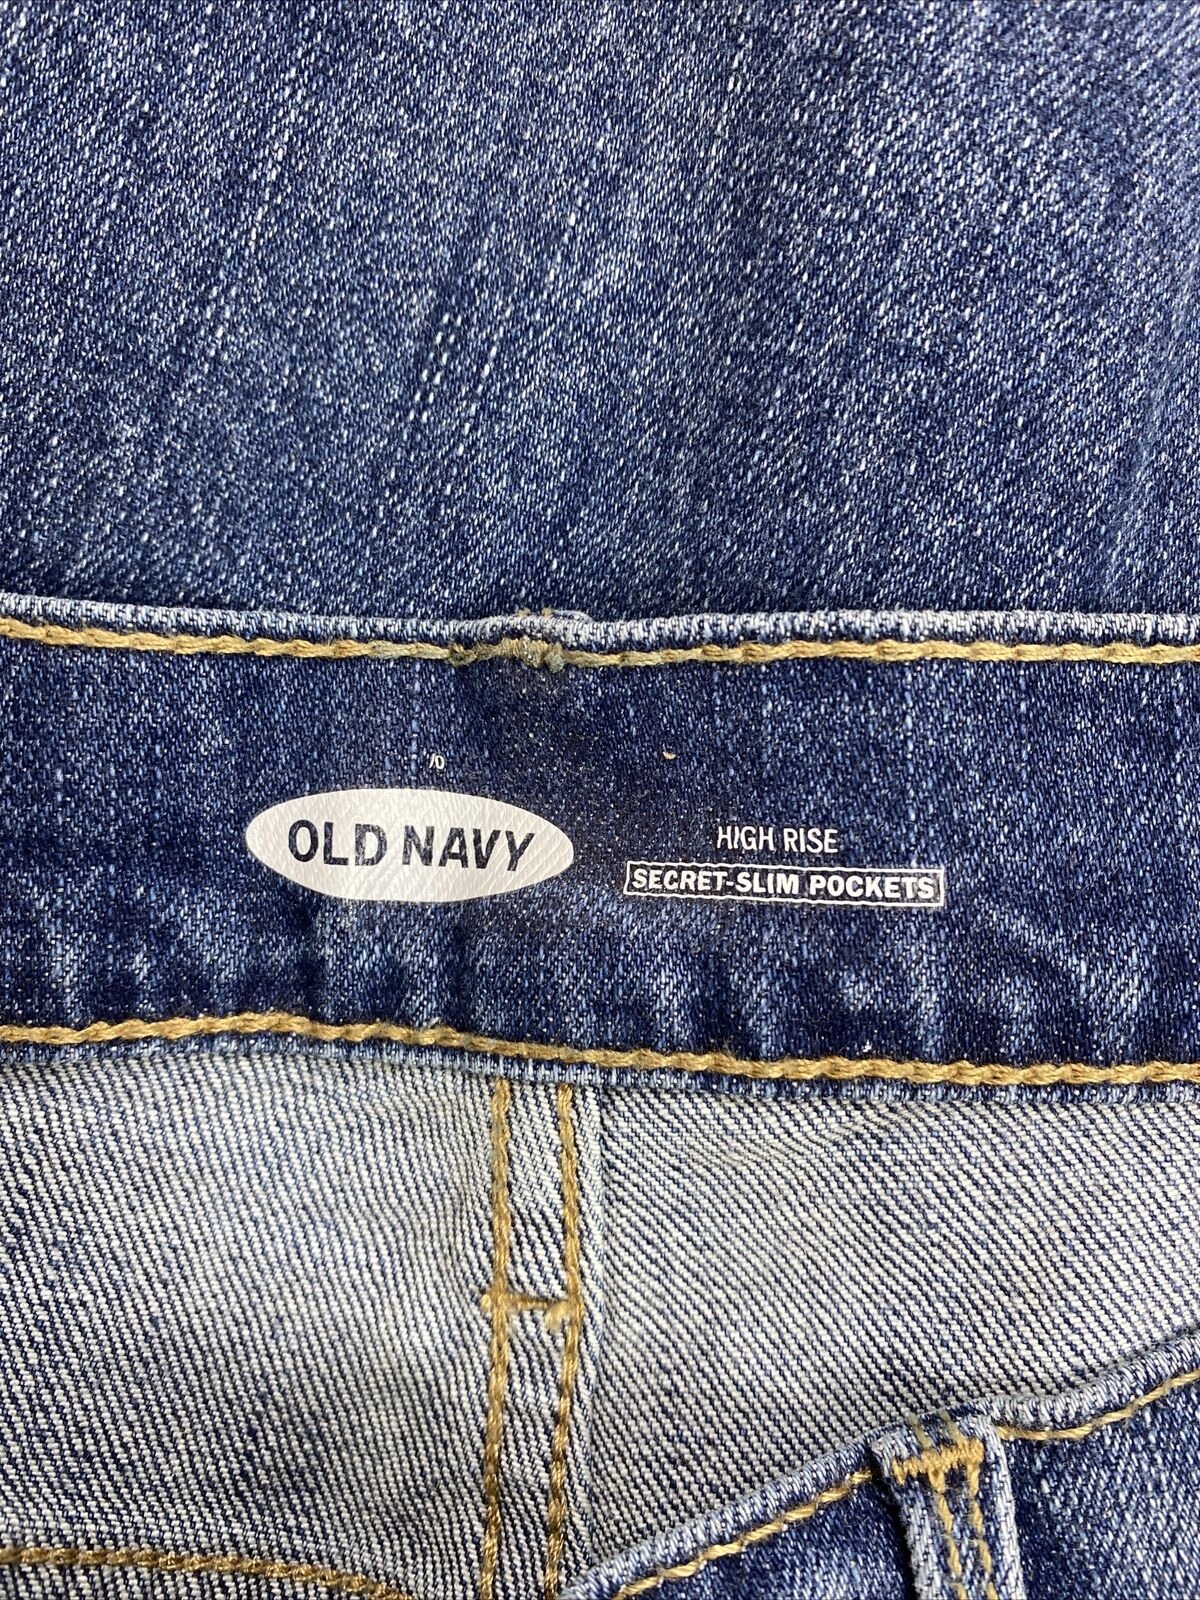 OLD NAVY
HIGH RISE
SECRET-SLIM POCKETS